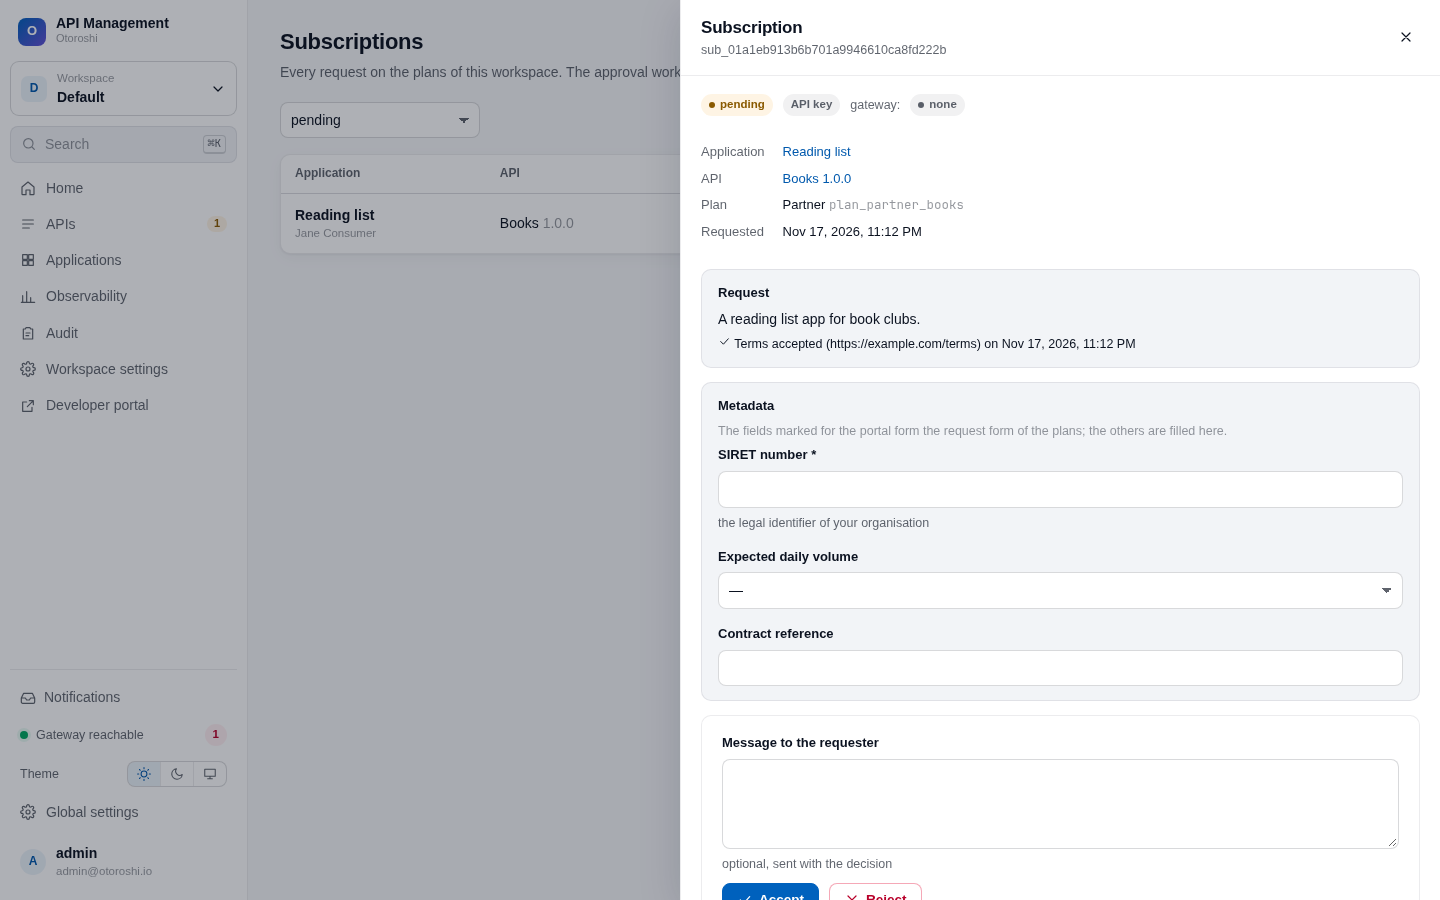 API Management
Otoroshi
Workspace
D
Default
Search
⌘K
Home
APIs 1
Applications
Observability
Audit
Workspace settings
Developer portal
Notifications
Gateway reachable 1
Theme
Global settings
A
admin
admin@otoroshi.io
Subscriptions
Every request on the plans of this workspace. The approval work
pending
Application API
Reading list
Jane Consumer
Books 1.0.0
Subscription
sub_01a1eb913b6b701a9946610ca8fd222b
pending API key gateway: none
Application Reading list
API Books 1.0.0
Plan Partner plan_partner_books
Requested Nov 17, 2026, 11:12 PM
Request
A reading list app for book clubs.
Terms accepted (https://example.com/terms) on Nov 17, 2026, 11:12 PM
Metadata
The fields marked for the portal form the request form of the plans; the others are filled here.
SIRET number *
the legal identifier of your organisation
Expected daily volume
—
Contract reference
Message to the requester
optional, sent with the decision
Accept Reject